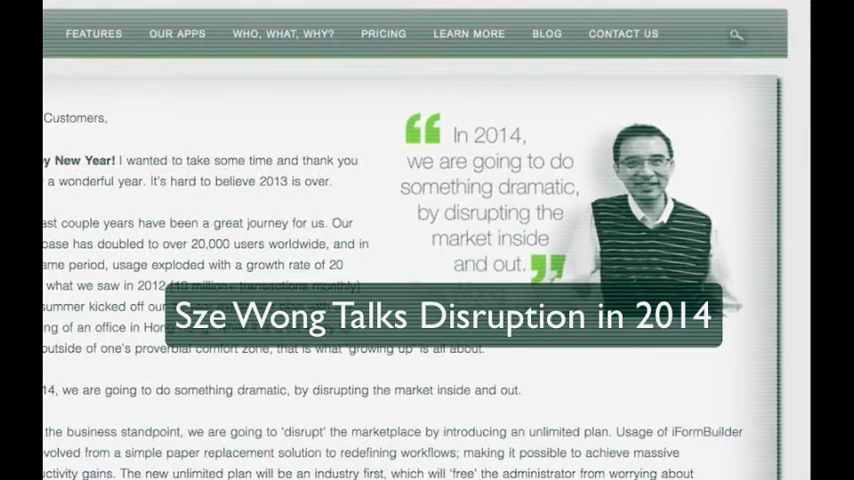 FEATURES OUR APPS WHO, WHAT, WHY? PRICING LEARN MORE BLOG CONTACT US
Customers,
y New Year! I wanted to take some time and thank you
a wonderful year. It's hard to believe 2013 is over.
ast couple years have been a great journey for us. Our
base has doubled to over 20,000 users worldwide, and in
ame period, usage exploded with a growth rate of 20
what we saw in 2012 (10 million+ transactions monthly)
summer kicked off our
ng of an office in Hon
outside of one's proverbial comfort zone, that is what "growing up" is all about.
14, we are going to do something dramatic, by disrupting the market inside and out.
the business standpoint, we are going to 'disrupt' the marketplace by introducing an unlimited plan. Usage of iFormBuilder
volved from a simple paper replacement solution to redefining workflows; making it possible to achieve massive
uctivity gains. The new unlimited plan will be an industry first, which will 'free' the administrator from worrying about
“ In 2014,
we are going to do
something dramatic,
by disrupting the
market inside
and out. ”
Sze Wong Talks Disruption in 2014